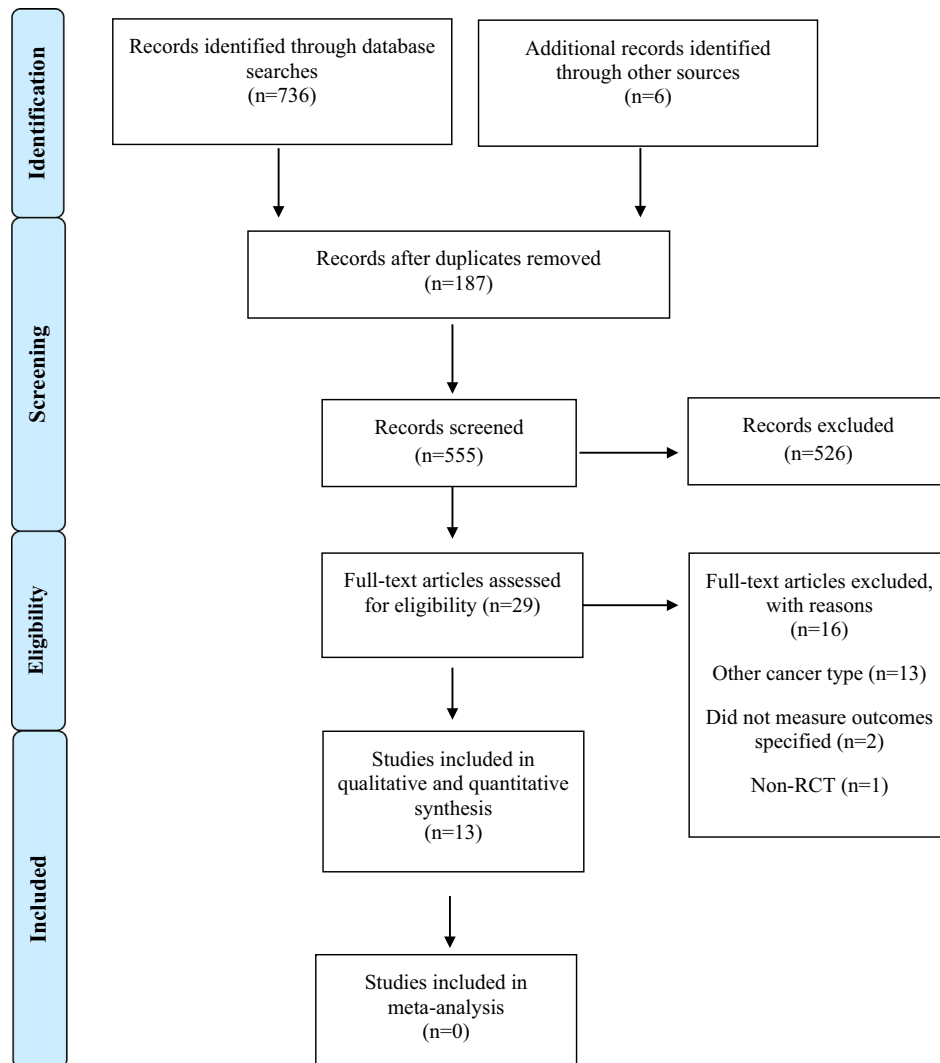 Identification
Records identified through database
searches
(n=736)
Additional records identified
through other sources
(n=6)
Screening
Records after duplicates removed
(n=187)
Records screened
(n=555)
Records excluded
(n=526)
Eligibility
Full-text articles assessed
for eligibility (n=29)
Full-text articles excluded,
with reasons
(n=16)
Other cancer type (n=13)
Did not measure outcomes
specified (n=2)
Non-RCT (n=1)
Included
Studies included in
qualitative and quantitative
synthesis
(n=13)
Studies included in
meta-analysis
(n=0)